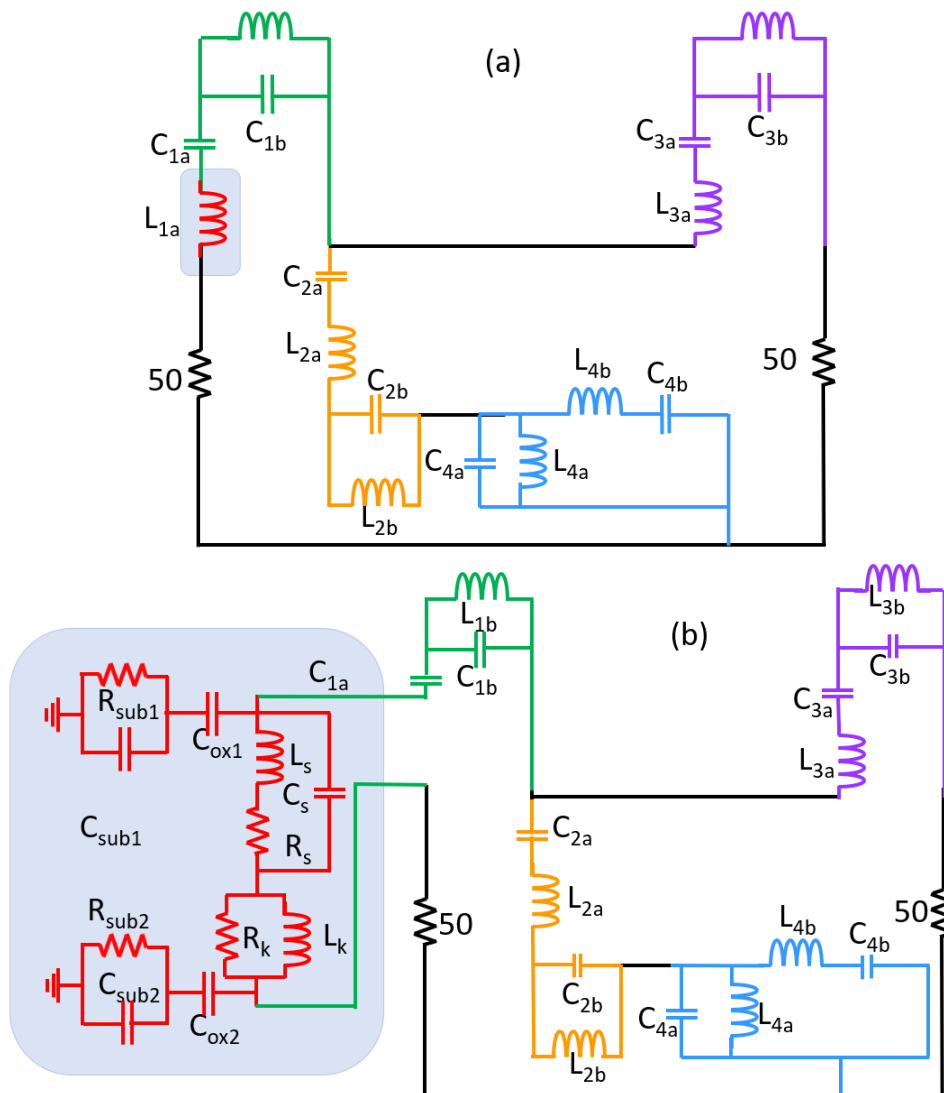 (a)
C1b
C3b
C1a
C3a
L1a
L3a
C2a
L2a
50
50
C2b
L4b
C4b
C4a
L4a
L2b
L1b
(b)
L3b
C1a
C1b
C3b
Rsub1
Cox1
C3a
Ls
L3a
Cs
Csub1
Rs
C2a
Rsub2
L2a
50
50
Rk
Lk
L4b
C4b
Csub2
C2b
Cox2
C4a
L4a
L2b